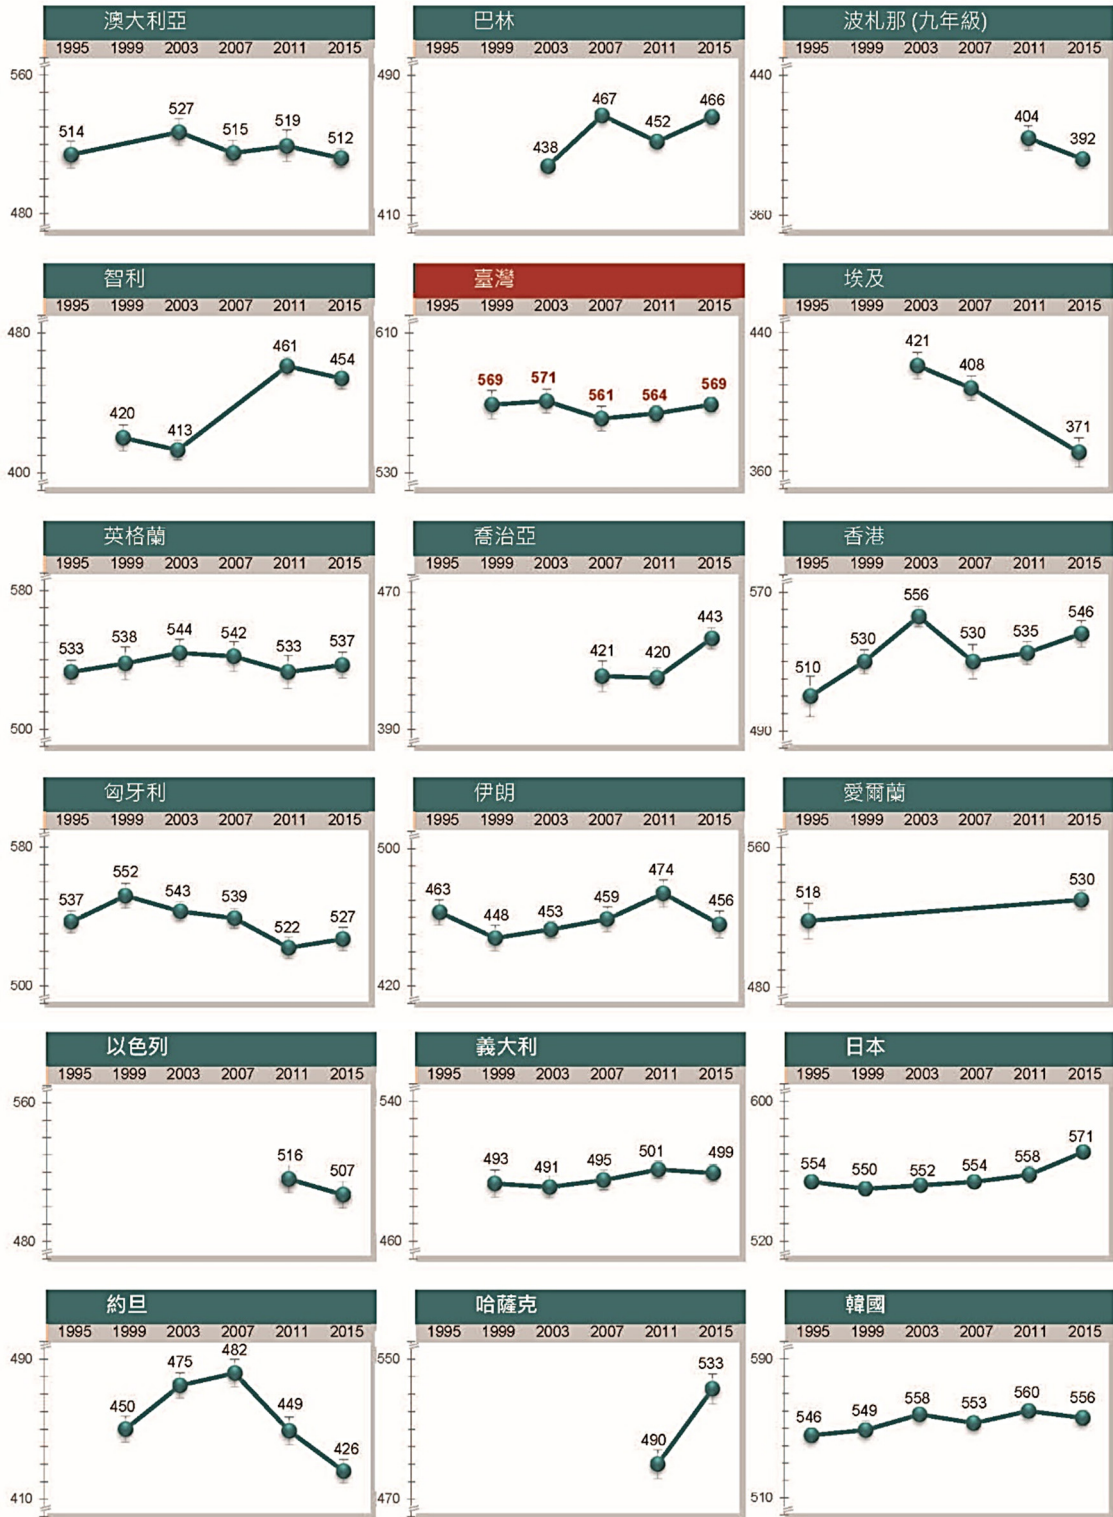 澳大利亞 巴林 波札那 (九年級)
1995 1999 2003 2007 2011 2015 1995 1999 2003 2007 2011 2015 1995 1999 2003 2007 2011 2015
560 490 440
514 527 515 519 512 438 467 452 466 404 392
480 410 360
智利 臺灣 埃及
1995 1999 2003 2007 2011 2015 1995 1999 2003 2007 2011 2015 1995 1999 2003 2007 2011 2015
480 610 440
420 413 461 454 569 571 561 564 569 421 408 371
400 530 360
英格蘭 喬治亞 香港
1995 1999 2003 2007 2011 2015 1995 1999 2003 2007 2011 2015 1995 1999 2003 2007 2011 2015
580 470 570
533 538 544 542 533 537 421 420 443 510 530 556 530 535 546
500 390 490
匈牙利 伊朗 愛爾蘭
1995 1999 2003 2007 2011 2015 1995 1999 2003 2007 2011 2015 1995 1999 2003 2007 2011 2015
580 500 560
537 552 543 539 522 527 463 448 453 459 474 456 518 530
500 420 480
以色列 義大利 日本
1995 1999 2003 2007 2011 2015 1995 1999 2003 2007 2011 2015 1995 1999 2003 2007 2011 2015
560 540 600
516 507 493 491 495 501 499 554 550 552 554 558 571
480 460 520
約旦 哈薩克 韓國
1995 1999 2003 2007 2011 2015 1995 1999 2003 2007 2011 2015 1995 1999 2003 2007 2011 2015
490 550 590
450 475 482 449 426 490 533 546 549 558 553 560 556
410 470 510